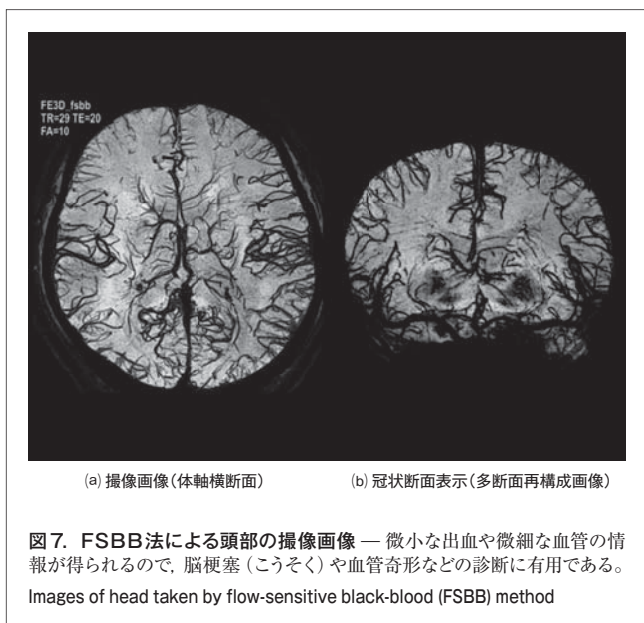 FE3D_fsbb
TR=29 TE=20
FA=10
(a) 撮像画像(体軸横断面)
(b) 冠状断面表示(多断面再構成画像)
図7. FSBB法による頭部の撮像画像 — 微小な出血や微細な血管の情
報が得られるので, 脳梗塞(こうそく)や血管奇形などの診断に有用である。
Images of head taken by flow-sensitive black-blood (FSBB) method